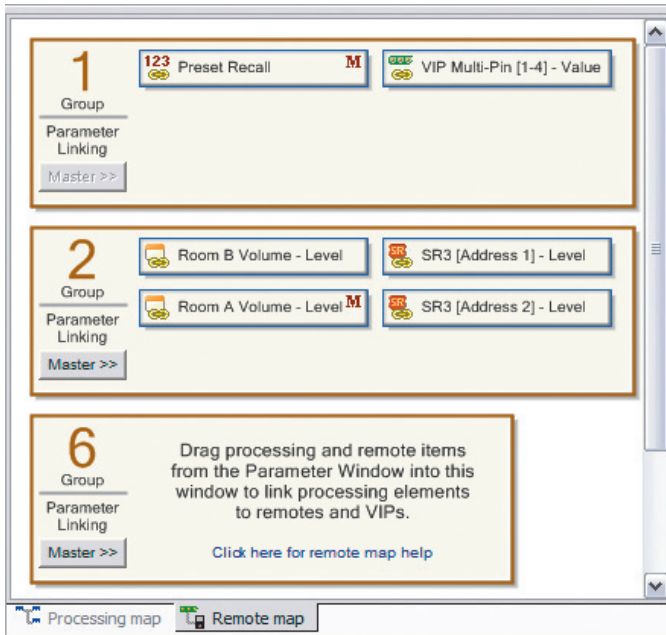 1
Group
Parameter
Linking
Master >>
123 Preset Recall M
VIP Multi-Pin [1-4] - Value
2
Group
Parameter
Linking
Master >>
Room B Volume - Level
SR SR3 [Address 1] - Level
Room A Volume - Level M
SR SR3 [Address 2] - Level
6
Group
Parameter
Linking
Master >>
Drag processing and remote items
from the Parameter Window into this
window to link processing elements
to remotes and VIPs.
Click here for remote map help
Processing map
Remote map